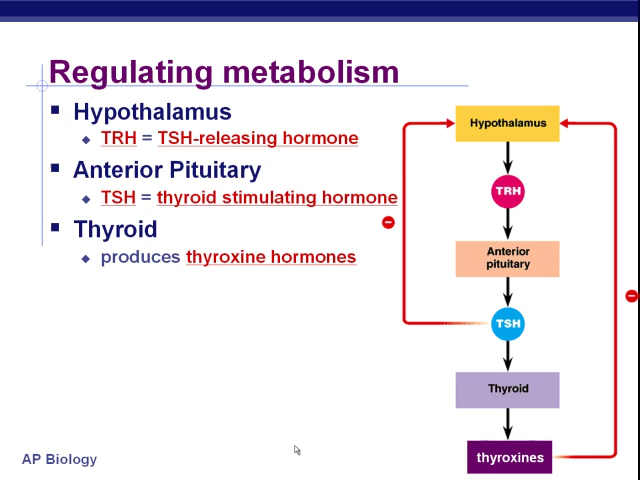 Regulating metabolism
Hypothalamus
TRH = TSH-releasing hormone
Anterior Pituitary
TSH = thyroid stimulating hormone
Thyroid
produces thyroxine hormones
Hypothalamus
TRH
Anterior
pituitary
TSH
Thyroid
thyroxines
AP Biology